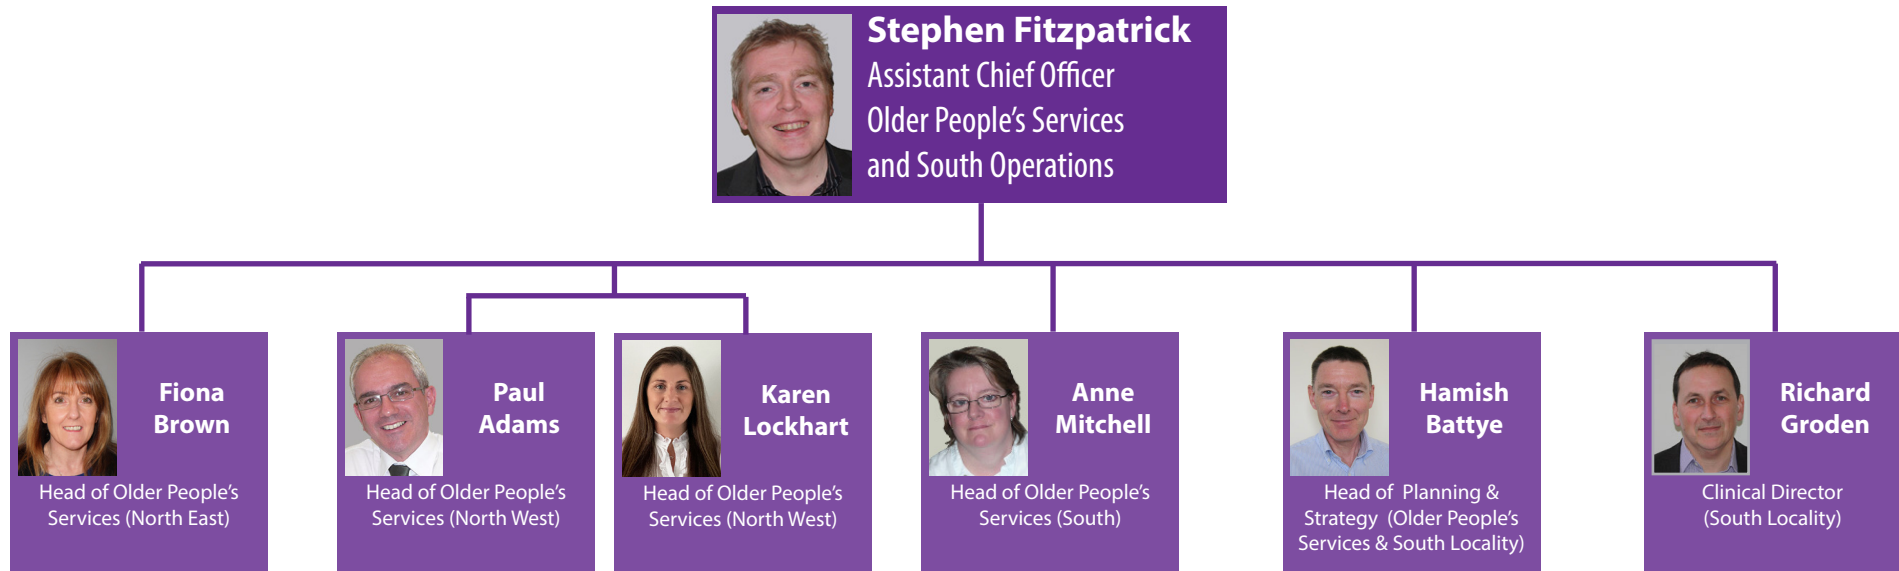 Stephen Fitzpatrick
Assistant Chief Officer
Older People's Services
and South Operations
Fiona
Brown
Head of Older People's
Services (North East)
Paul
Adams
Head of Older People's
Services (North West)
Karen
Lockhart
Head of Older People's
Services (North West)
Anne
Mitchell
Head of Older People's
Services (South)
Hamish
Battye
Head of Planning &
Strategy (Older People's
Services & South Locality)
Richard
Groden
Clinical Director
(South Locality)